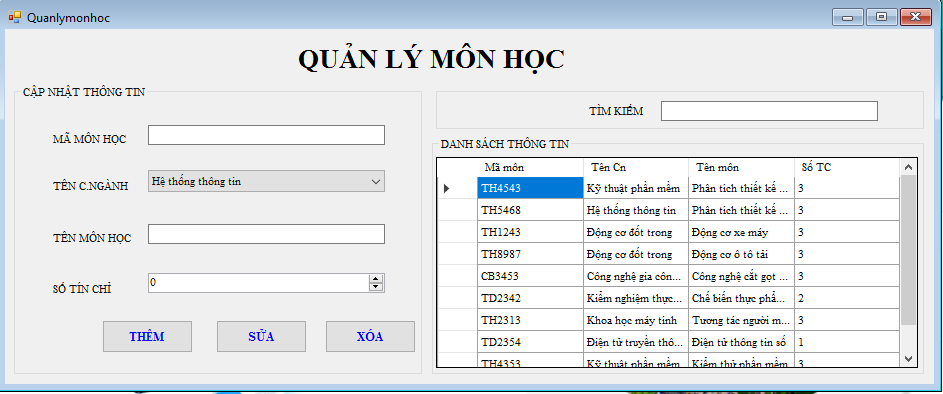 Quanlymonhoc
QUẢN LÝ MÔN HỌC
CẬP NHẬT THÔNG TIN
MÃ MÔN HỌC
TÊN C.NGÀNH Hệ thống thông tin
TÊN MÔN HỌC
SỐ TÍN CHỈ 0
THÊM SỬA XÓA
TÌM KIẾM
DANH SÁCH THÔNG TIN
Mã môn Tên Cn Tên môn Số TC
TH4543 Kỹ thuật phần mềm Phân tích thiết kế ... 3
TH5468 Hệ thống thông tin Phân tích thiết kế ... 3
TH1243 Động cơ đốt trong Động cơ xe máy 3
TH8987 Động cơ đốt trong Động cơ ô tô tải 3
CB3453 Công nghệ gia côn... Công nghệ cắt gọt ... 3
TD2342 Kiểm nghiệm thực... Chế biến thực phẩ... 2
TH2313 Khoa học máy tính Tương tác người m... 3
TD2354 Điện tử truyền thô... Điện tử thông tin số 1
TH4353 Kỹ thuật phần mềm Kiểm thử phần mềm 3